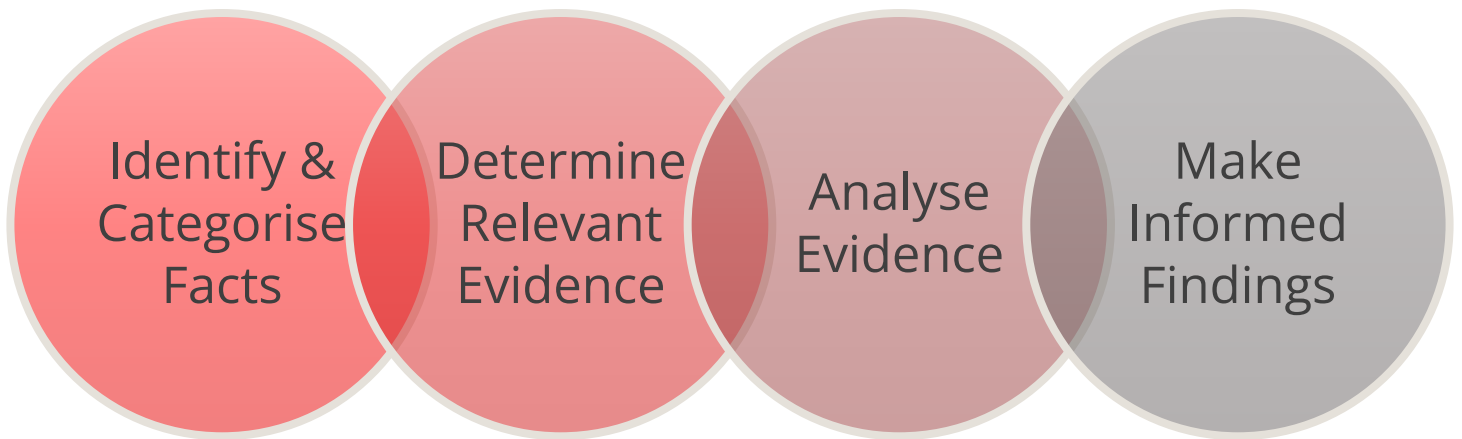 Identify &
Categorise
Facts
Determine
Relevant
Evidence
Analyse
Evidence
Make
Informed
Findings